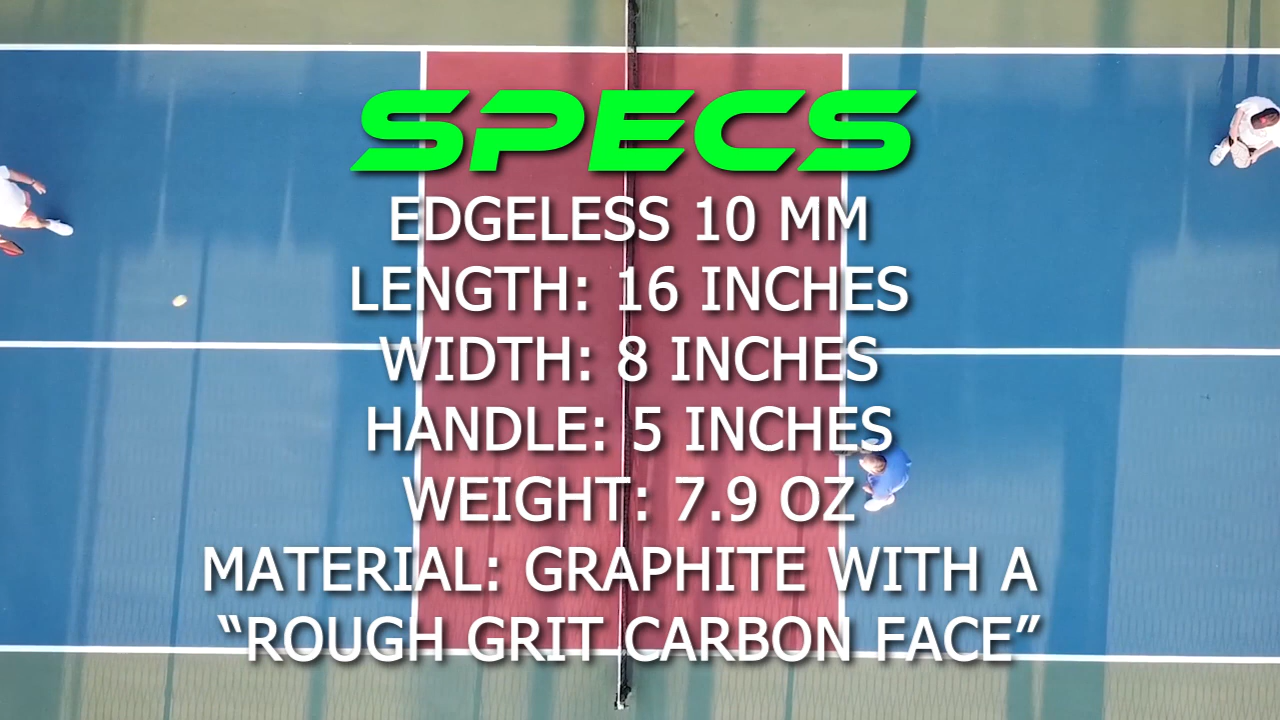 SPECS
EDGELESS 10 MM
LENGTH: 16 INCHES
WIDTH: 8 INCHES
HANDLE: 5 INCHES
WEIGHT: 7.9 OZ
MATERIAL: GRAPHITE WITH A
“ROUGH GRIT CARBON FACE”